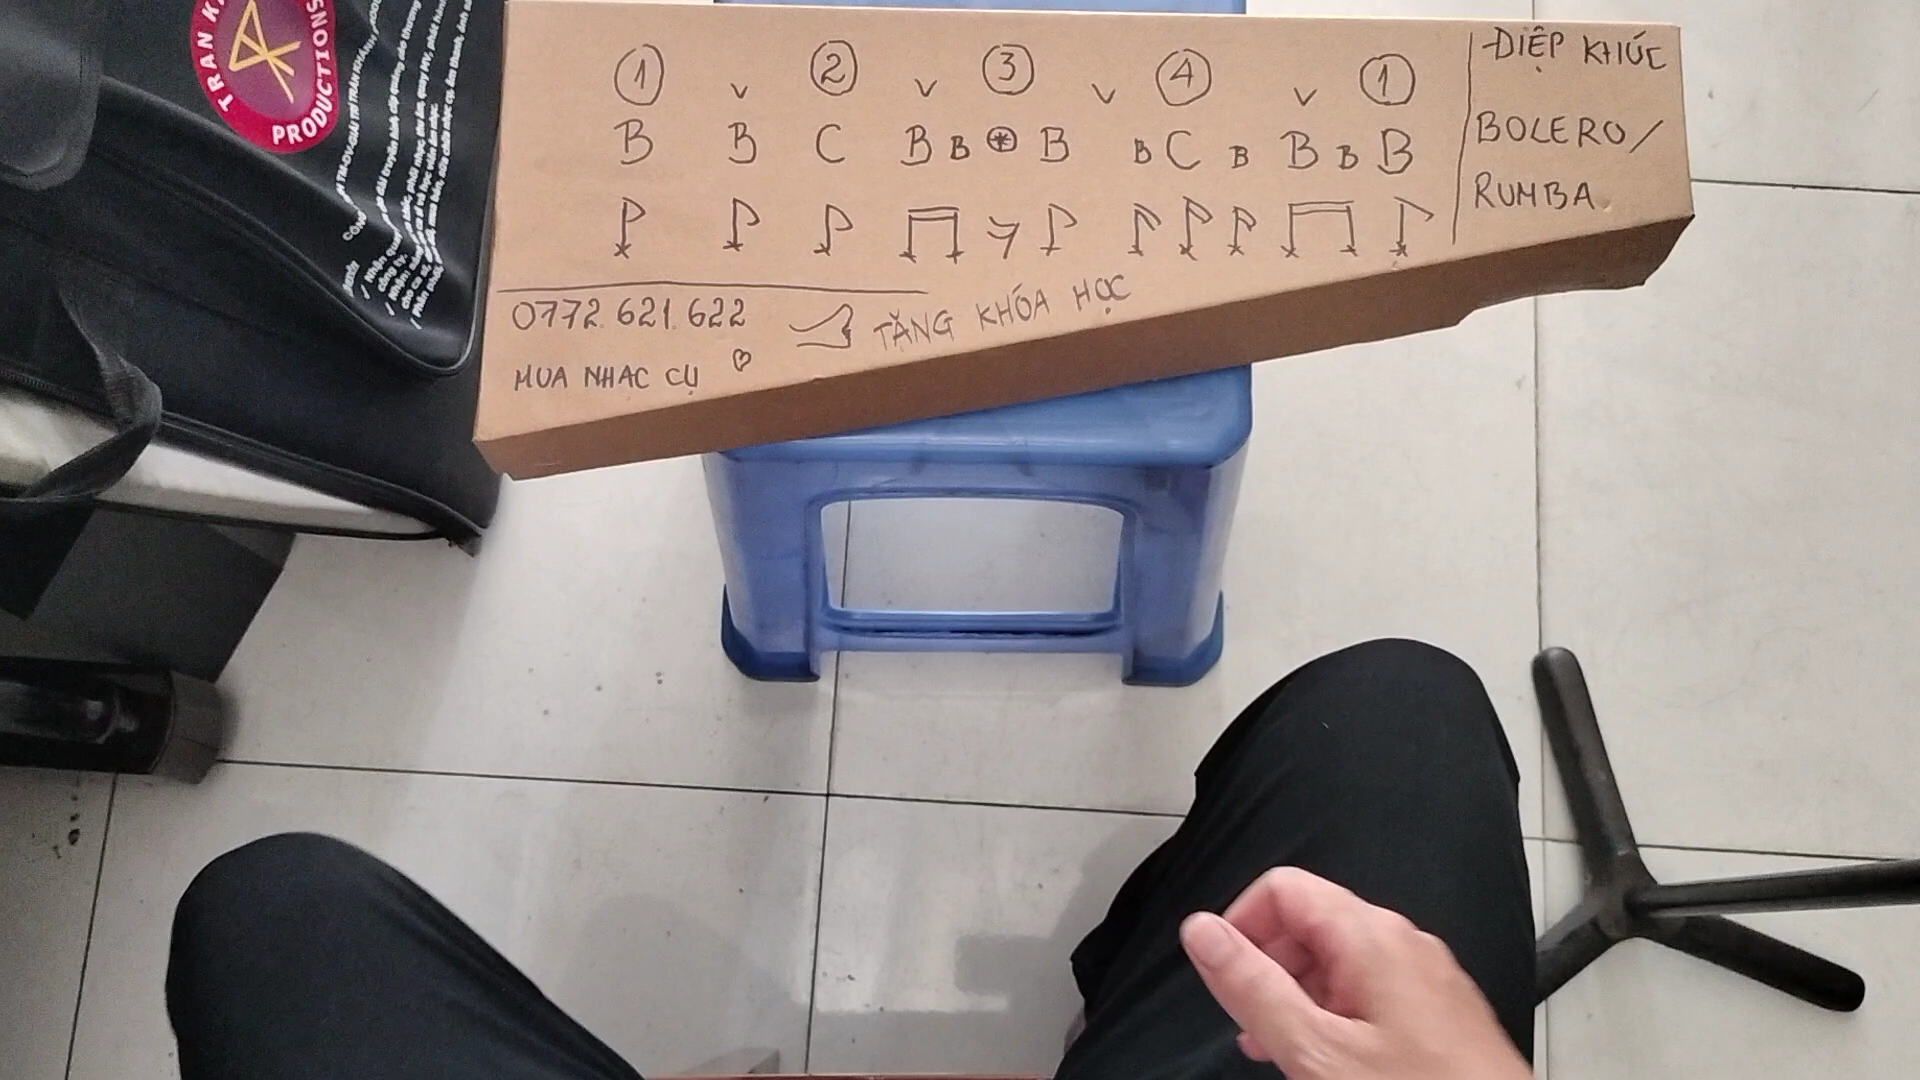 ① v ② v ③ v ④ v ①
B B C B B ⊛ B B C B B B B
ĐIỆP KHÚC
BOLERO/
RUMBA
0772.621.622
MUA NHẠC CỤ ♡
TẶNG KHÓA HỌC
TRAN KA
PRODUCTIONS